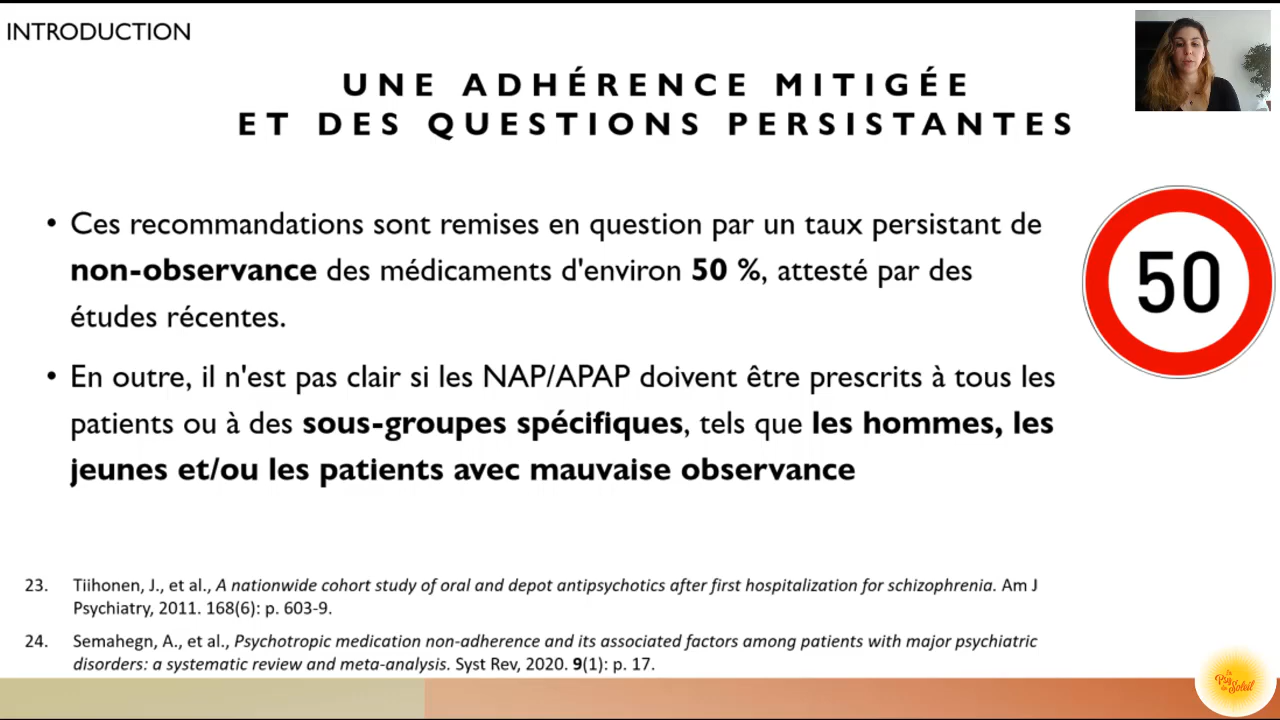 INTRODUCTION
UNE ADHÉRENCE MITIGÉE
ET DES QUESTIONS PERSISTANTES
• Ces recommandations sont remises en question par un taux persistant de
non-observance des médicaments d'environ 50 %, attesté par des
études récentes.
50
• En outre, il n'est pas clair si les NAP/APAP doivent être prescrits à tous les
patients ou à des sous-groupes spécifiques, tels que les hommes, les
jeunes et/ou les patients avec mauvaise observance
23. Tiihonen, J., et al., A nationwide cohort study of oral and depot antipsychotics after first hospitalization for schizophrenia. Am J
Psychiatry, 2011. 168(6): p. 603-9.
24. Semahegn, A., et al., Psychotropic medication non-adherence and its associated factors among patients with major psychiatric
disorders: a systematic review and meta-analysis. Syst Rev, 2020. 9(1): p. 17.
Psy
Soleil